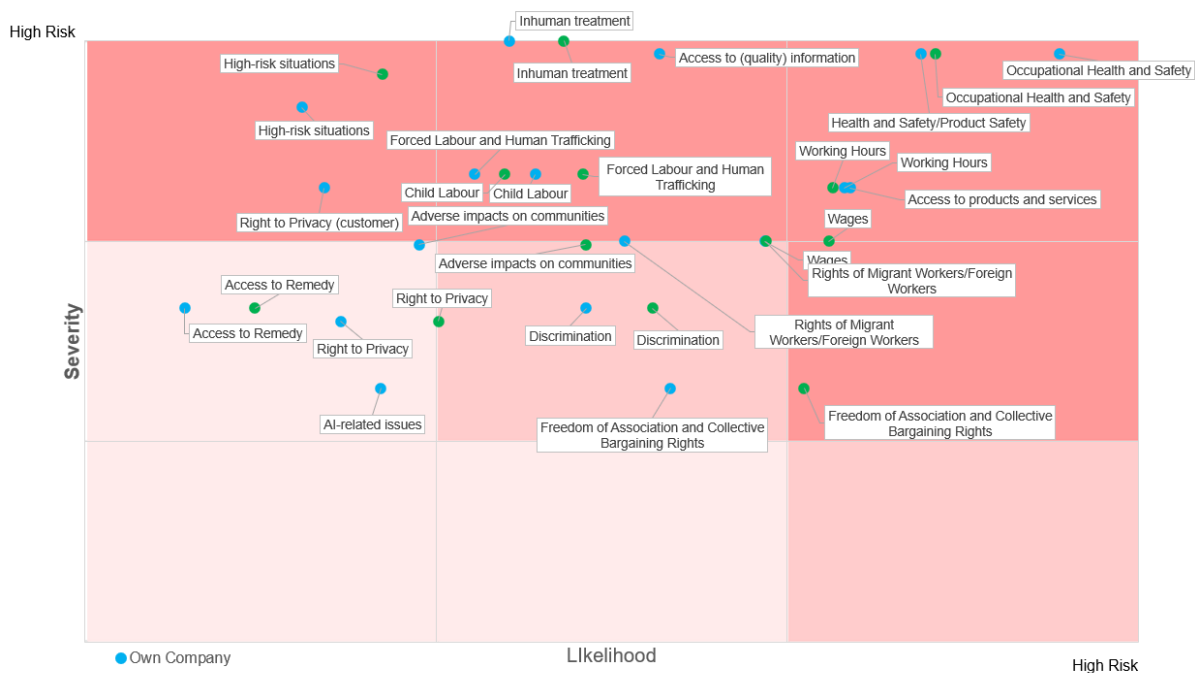 Inhuman treatment
High Risk
Access to (quality) information
High-risk situations
Inhuman treatment
Occupational Health and Safety
Occupational Health and Safety
High-risk situations
Health and Safety/Product Safety
Forced Labour and Human Trafficking
Working Hours
Working Hours
Forced Labour and Human
Trafficking
Child Labour
Child Labour
Access to products and services
Adverse impacts on communities
Right to Privacy (customer)
Wages
Wages
Adverse impacts on communities
Rights of Migrant Workers/Foreign
Workers
Access to Remedy
Right to Privacy
Access to Remedy
Right to Privacy
Discrimination
Discrimination
Rights of Migrant
Workers/Foreign Workers
Severity
AI-related issues
Freedom of Association and Collective
Bargaining Rights
Freedom of Association and Collective
Bargaining Rights
Own Company
LIkelihood
High Risk